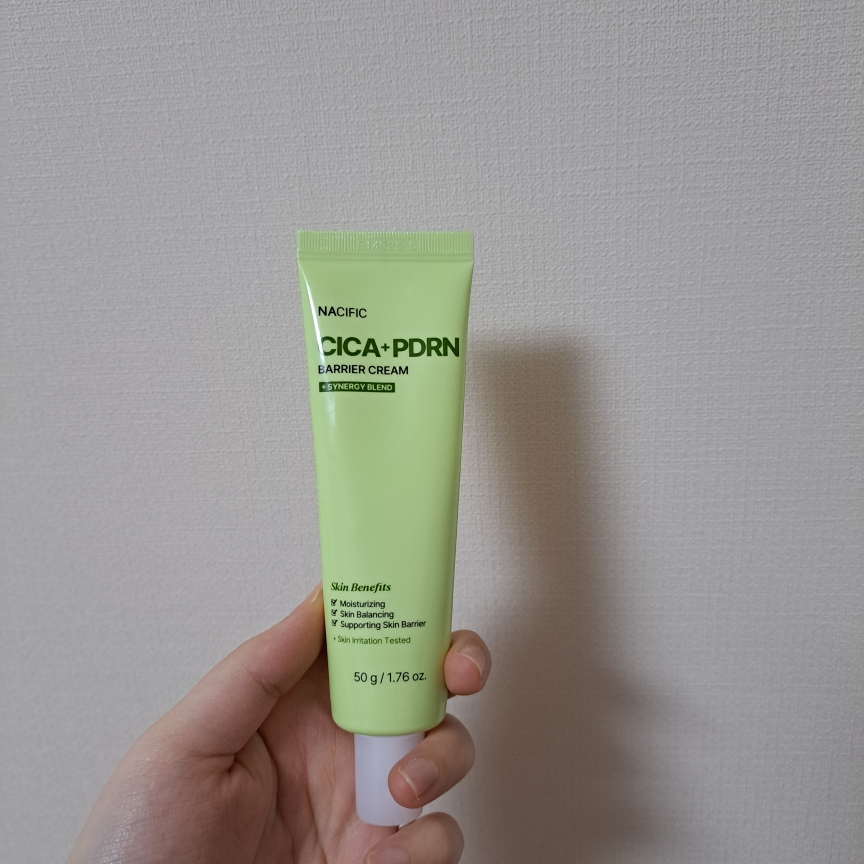 NACIFIC
CICA+PDRN
BARRIER CREAM
+ SYNERGY BLEND
Skin Benefits
Moisturizing
Skin Balancing
Supporting Skin Barrier
+ Skin Irritation Tested
50 g / 1.76 oz.